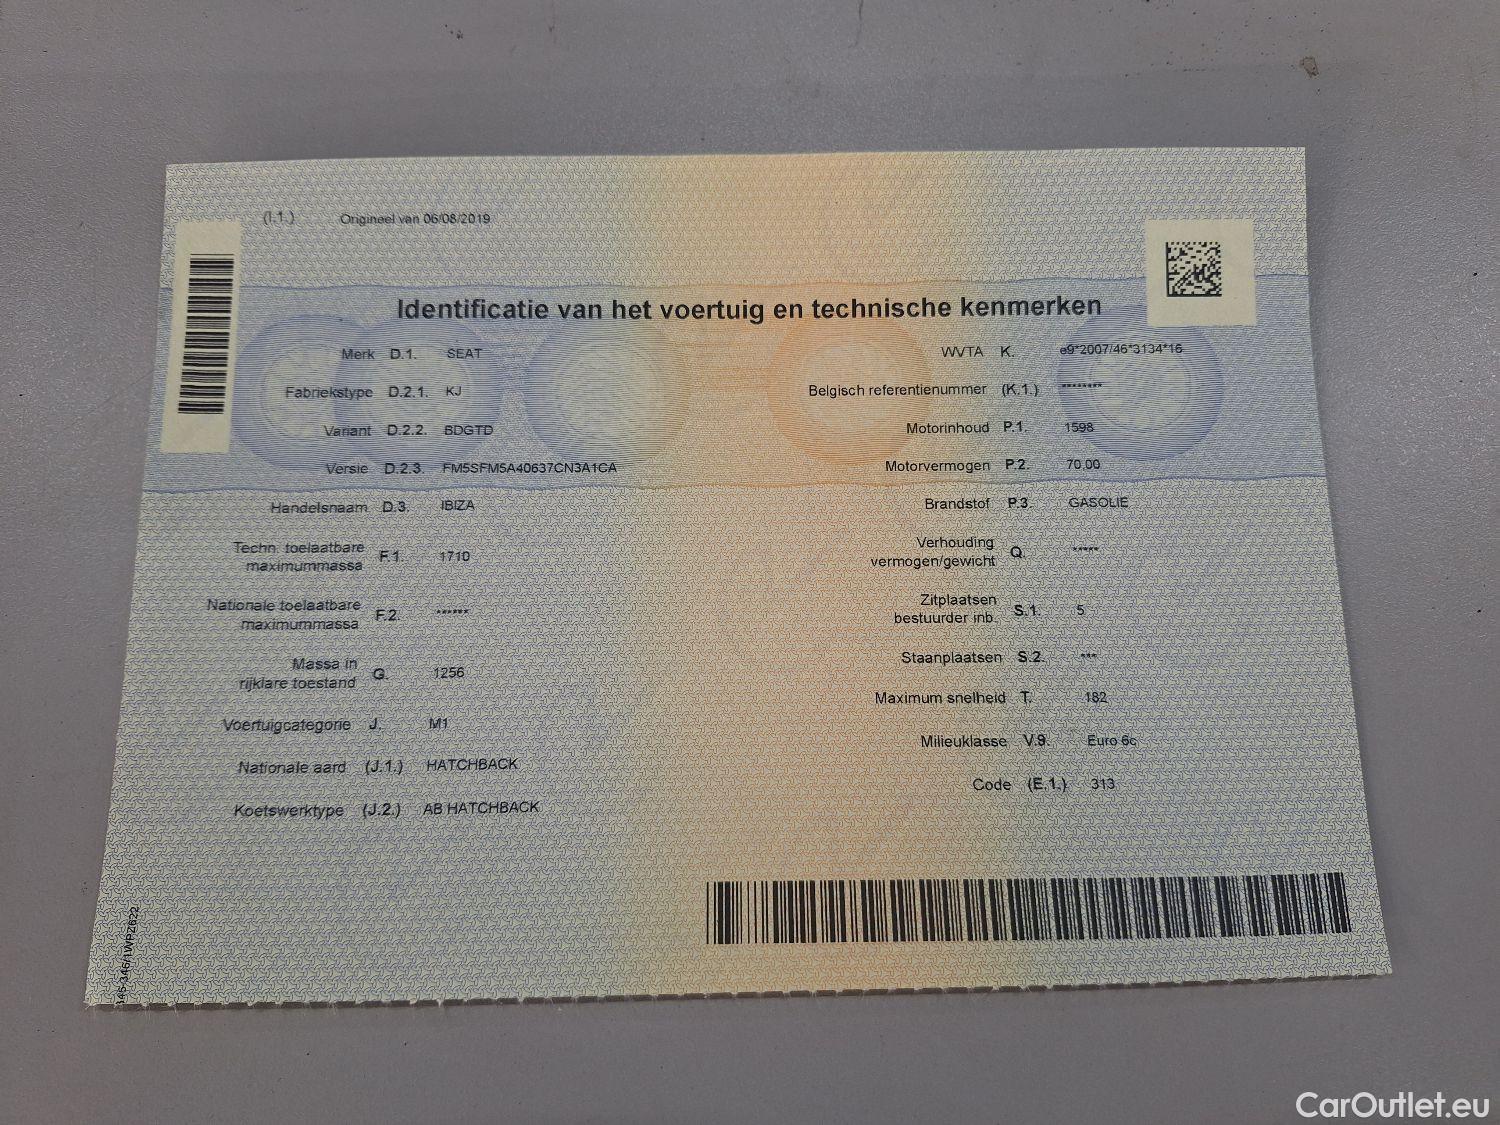 (I.1.) Origineel van 06/08/2019
Identificatie van het voertuig en technische kenmerken
Merk D.1. SEAT
Fabriekstype D.2.1. KJ
Variant D.2.2. BDGTD
Versie D.2.3. FM5SFM5A40637CN3A1CA
Handelsnaam D.3 IBIZA
Techn. toelaatbare
maximummassa F.1. 1710
Nationale toelaatbare
maximummassa F.2. ******
Massa in
rijklare toestand G. 1256
Voertuigcategorie J. M1
Nationale aard (J.1.) HATCHBACK
Koetswerktype (J.2.) AB HATCHBACK
WVTA K. e9*2007/46*3134*16
Belgisch referentienummer (K.1.) ********
Motorinhoud P.1. 1598
Motorvermogen P.2. 70.00
Brandstof P.3. GASOLIE
Verhouding
vermogen/gewicht Q. *****
Zitplaatsen
bestuurder inb. S.1. 5
Staanplaatsen S.2. ***
Maximum snelheid T. 182
Milieuklasse V.9. Euro 6c
Code (E.1.) 313
CarOutlet.eu